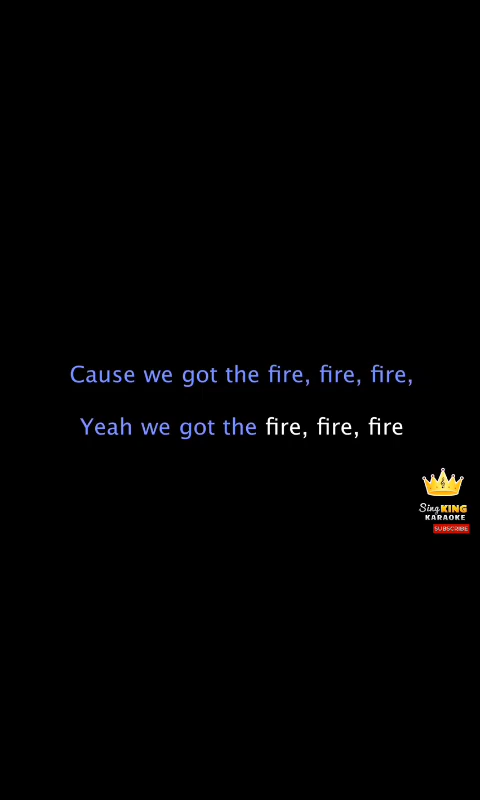 Cause we got the fire, fire, fire,
Yeah we got the fire, fire, fire
Sing KING
KARAOKE
SUBSCRIBE